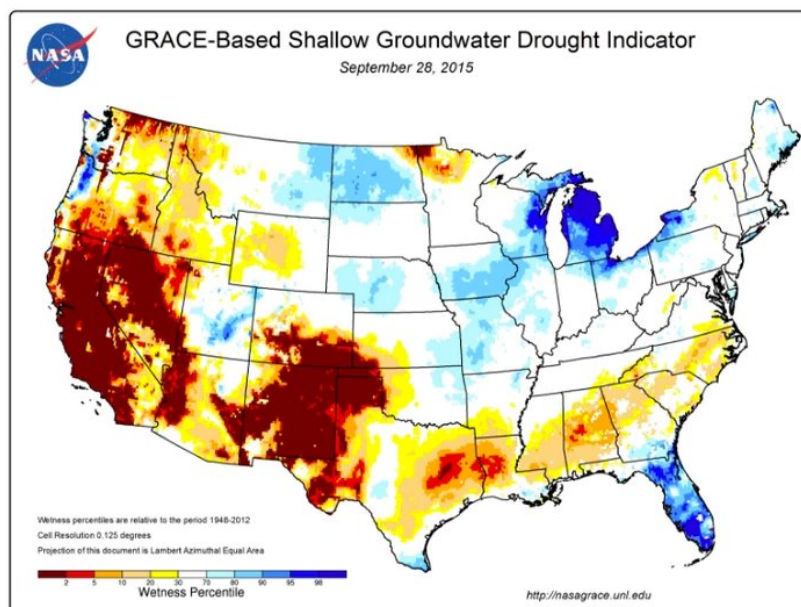 NASA
GRACE-Based Shallow Groundwater Drought Indicator
September 28, 2015
Wetness percentiles are relative to the period 1948-2012
Cell Resolution 0.125 degrees
Projection of this document is Lambert Azimuthal Equal Area
2 5 10 20 30 70 80 90 95 98
Wetness Percentile
http://nasagrace.unl.edu